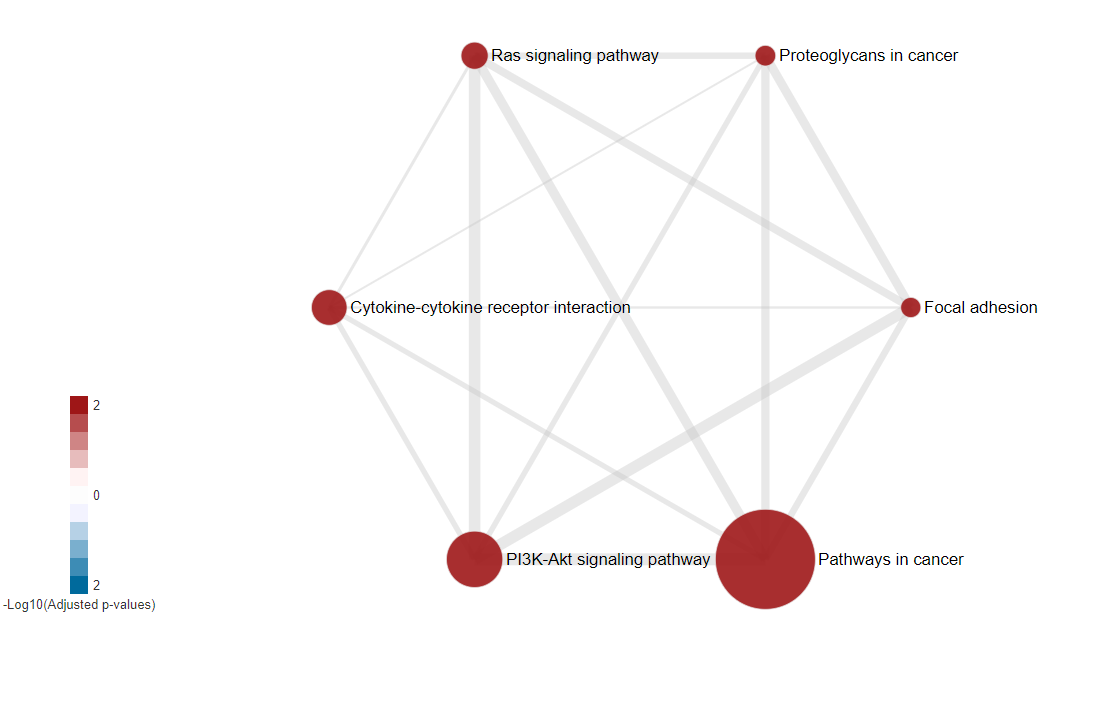 Ras signaling pathway
Proteoglycans in cancer
Cytokine-cytokine receptor interaction
Focal adhesion
2
0
2
-Log10(Adjusted p-values)
PI3K-Akt signaling pathway
Pathways in cancer